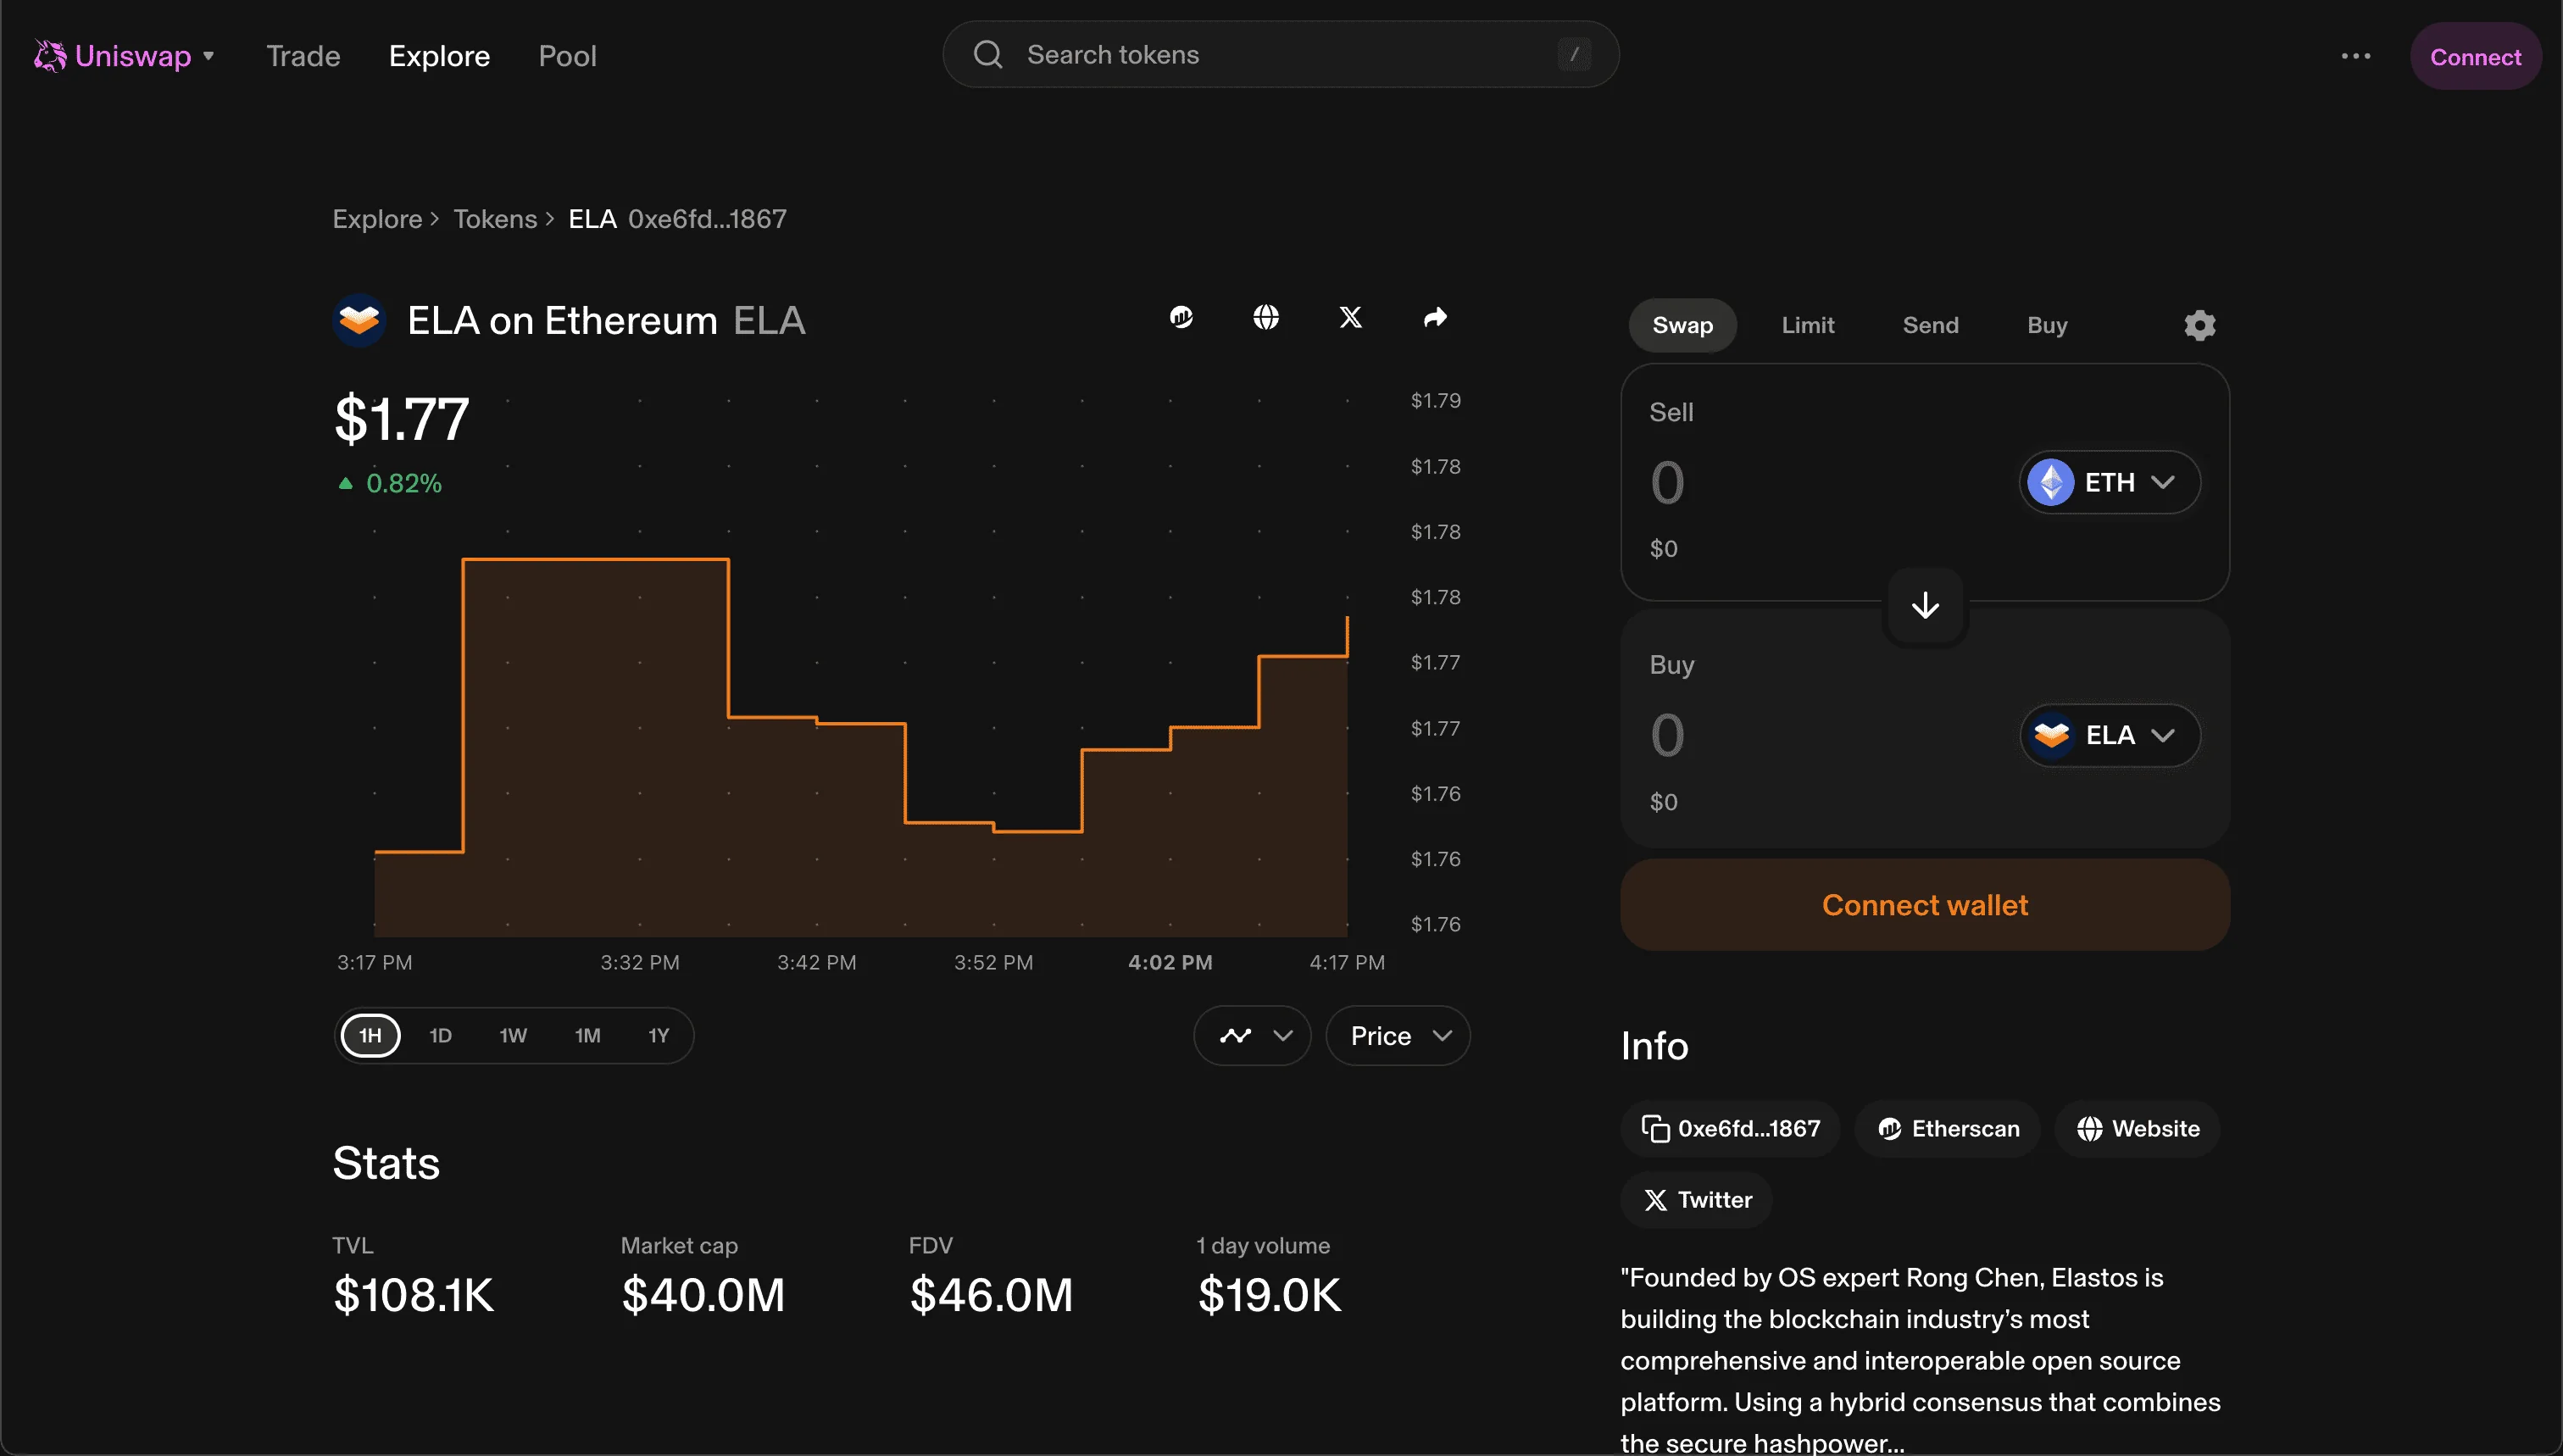 Uniswap Trade Explore Pool Search tokens / ... Connect
Explore > Tokens > ELA 0xe6fd...1867
ELA on Ethereum ELA
$1.77
0.82%
$1.79
$1.78
$1.78
$1.78
$1.77
$1.77
$1.76
$1.76
$1.76
3:17 PM 3:32 PM 3:42 PM 3:52 PM 4:02 PM 4:17 PM
1H 1D 1W 1M 1Y
Price
Stats
TVL Market cap FDV 1 day volume
$108.1K $40.0M $46.0M $19.0K
Swap Limit Send Buy
Sell
0 ETH
$0
Buy
0 ELA
$0
Connect wallet
Info
0xe6fd...1867 Etherscan Website
Twitter
"Founded by OS expert Rong Chen, Elastos is
building the blockchain industry’s most
comprehensive and interoperable open source
platform. Using a hybrid consensus that combines
the secure hashpower...